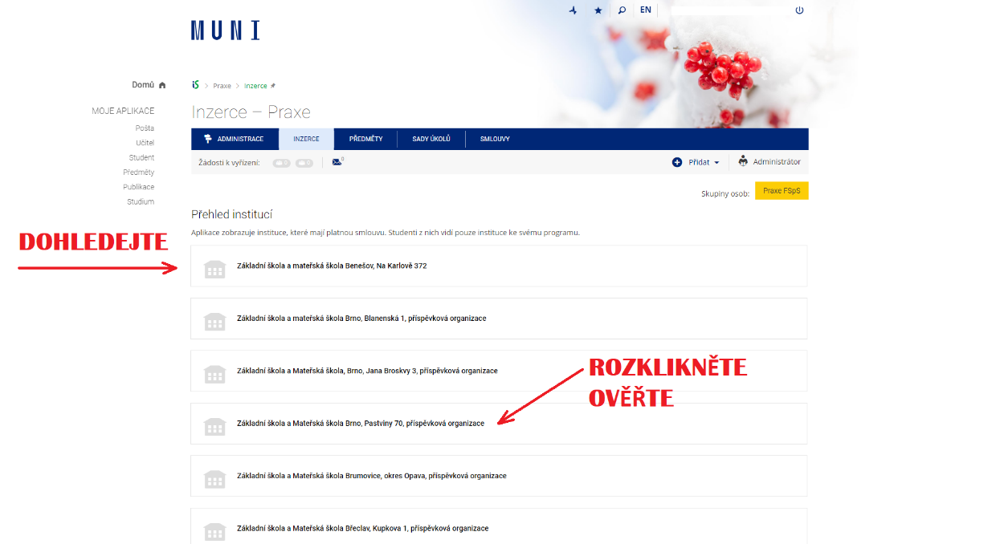 MUNI
EN
Domů
iS
Praxe
Inzerce
MOJE APLIKACE
Pošta
Učitel
Student
Předměty
Publikace
Studium
Inzerce – Praxe
ADMINISTRACE
INZERCE
PŘEDMĚTY
SADY ÚKOLŮ
SMLOUVY
Žádosti k vyřízení:
0
0
0
Přidat
Administrátor
Skupiny osob:
Praxe FSpS
Přehled institucí
Aplikace zobrazuje instituce, které mají platnou smlouvu. Studenti z nich vidí pouze instituce ke svému programu.
DOHLEDEJTE
Základní škola a mateřská škola Benešov, Na Karlově 372
Základní škola a mateřská škola Brno, Blanenská 1, příspěvková organizace
Základní škola a Mateřská škola, Brno, Jana Broskvy 3, příspěvková organizace
ROZKLIKNĚTE
OVĚŘTE
Základní škola a Mateřská škola Brno, Pastviny 70, příspěvková organizace
Základní škola a Mateřská škola Brumovice, okres Opava, příspěvková organizace
Základní škola a Mateřská škola Břeclav, Kupkova 1, příspěvková organizace